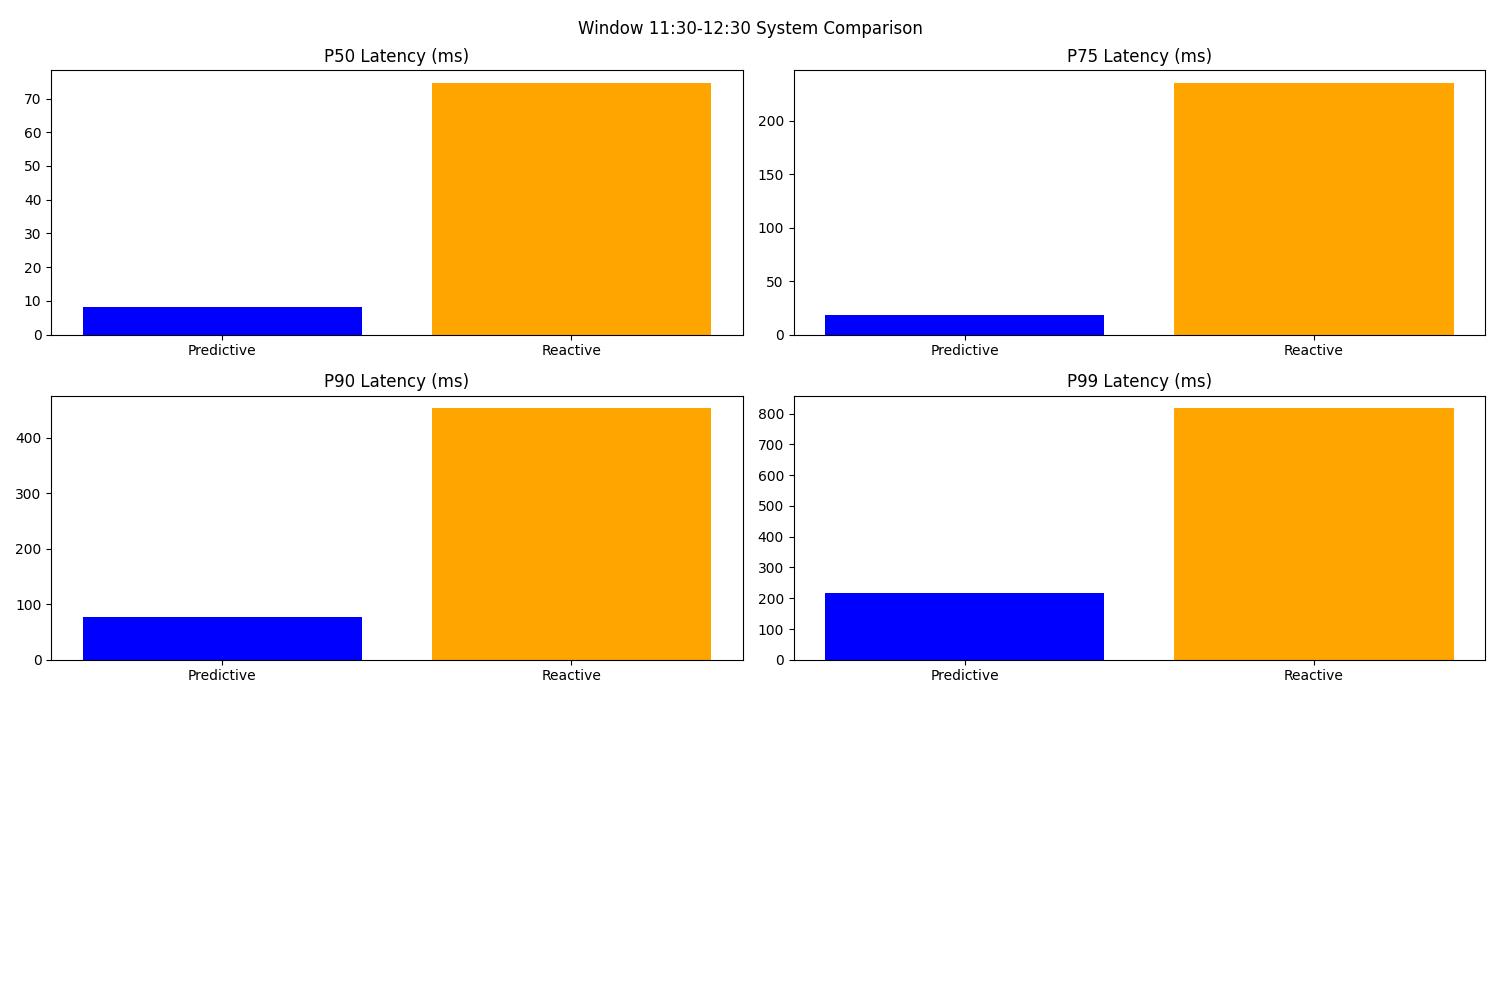 Window 11:30-12:30 System Comparison
P50 Latency (ms)
70
60
50
40
30
20
10
0
Predictive
Reactive
P75 Latency (ms)
200
150
100
50
0
Predictive
Reactive
P90 Latency (ms)
400
300
200
100
0
Predictive
Reactive
P99 Latency (ms)
800
700
600
500
400
300
200
100
0
Predictive
Reactive